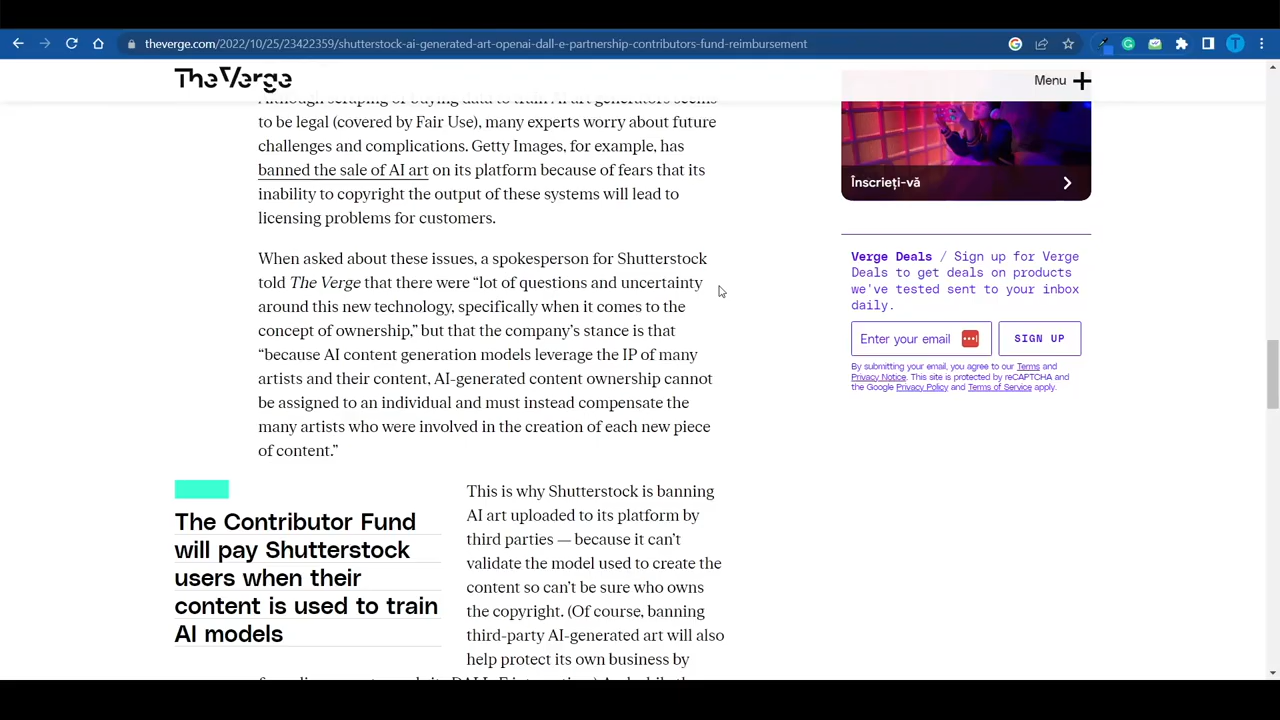 theverge.com/2022/10/25/23422359/shutterstock-ai-generated-art-openai-dall-e-partnership-contributors-fund-reimbursement
T
The Verge
Menu
Although scraping or buying data to train AI art generators seems
to be legal (covered by Fair Use), many experts worry about future
challenges and complications. Getty Images, for example, has
banned the sale of AI art on its platform because of fears that its
inability to copyright the output of these systems will lead to
licensing problems for customers.
When asked about these issues, a spokesperson for Shutterstock
told The Verge that there were “lot of questions and uncertainty
around this new technology, specifically when it comes to the
concept of ownership,” but that the company’s stance is that
“because AI content generation models leverage the IP of many
artists and their content, AI-generated content ownership cannot
be assigned to an individual and must instead compensate the
many artists who were involved in the creation of each new piece
of content.”
The Contributor Fund
will pay Shutterstock
users when their
content is used to train
AI models
This is why Shutterstock is banning
AI art uploaded to its platform by
third parties — because it can’t
validate the model used to create the
content so can’t be sure who owns
the copyright. (Of course, banning
third-party AI-generated art will also
help protect its own business by
Înscrieți-vă
Verge Deals / Sign up for Verge
Deals to get deals on products
we've tested sent to your inbox
daily.
Enter your email
SIGN UP
By submitting your email, you agree to our Terms and
Privacy Notice. This site is protected by reCAPTCHA and
the Google Privacy Policy and Terms of Service apply.